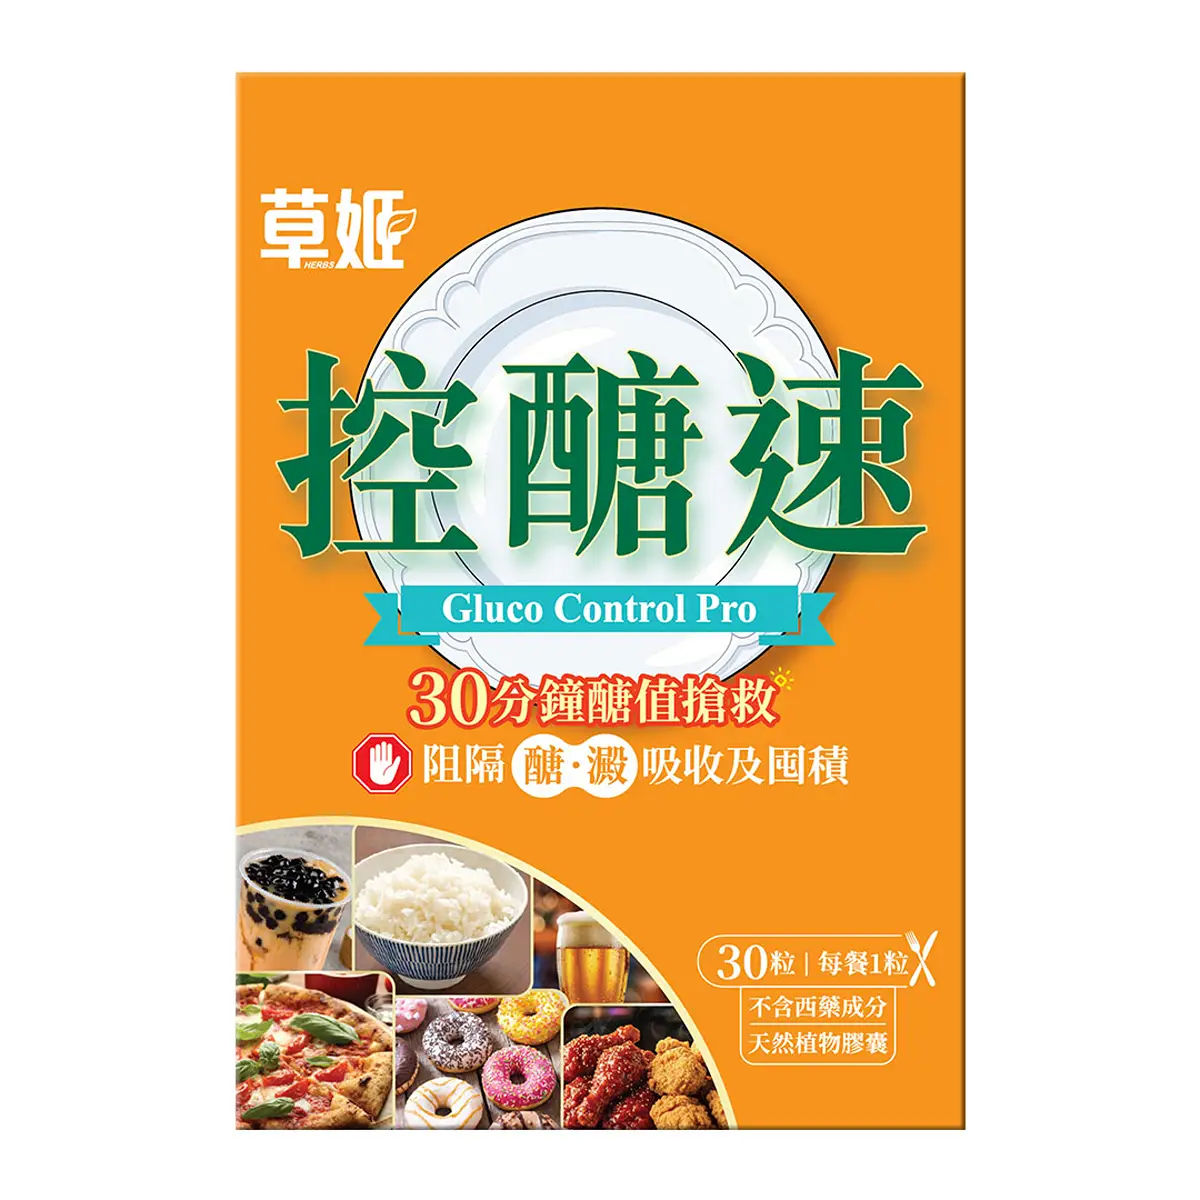 草姬
HERBS
控醣速
Gluco Control Pro
30分鐘醣值搶救
阻隔醣·澱吸收及囤積
30粒 | 每餐1粒
不含西藥成分
天然植物膠囊